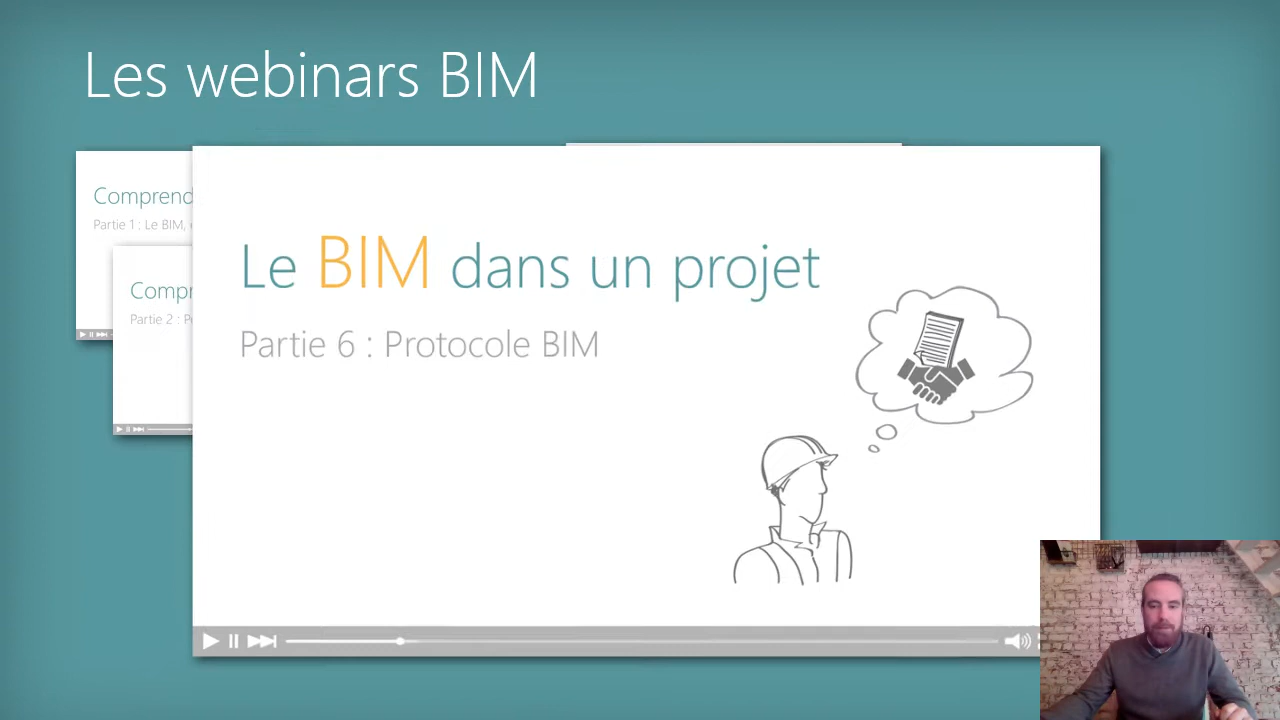 Les webinars BIM
Comprend
Partie 1 : Le BIM,
Compr
Partie 2 :
Le BIM dans un projet
Partie 6 : Protocole BIM